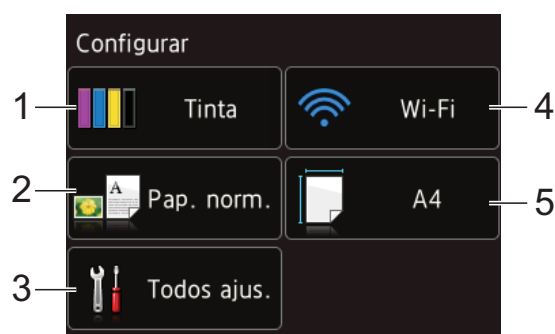 Configurar
1
Tinta
Wi-Fi
4
2
A
Pap. norm.
A4
5
3
Todos ajus.